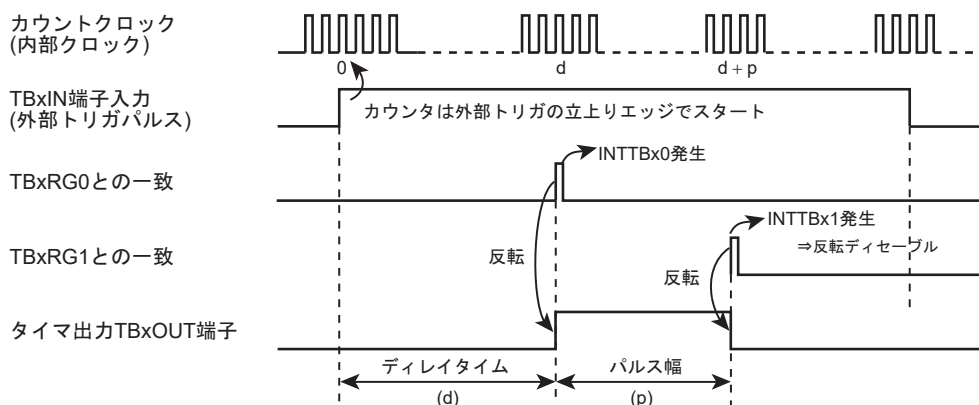 カウントクロック
(内部クロック)
0
d
d + p
TBxIN端子入力
(外部トリガパルス)
カウンタは外部トリガの立上りエッジでスタート
INTTBx0発生
TBxRG0との一致
INTTBx1発生
TBxRG1との一致
反転
反転
⇒反転ディセーブル
タイマ出力TBxOUT端子
ディレイタイム
パルス幅
(d)
(p)